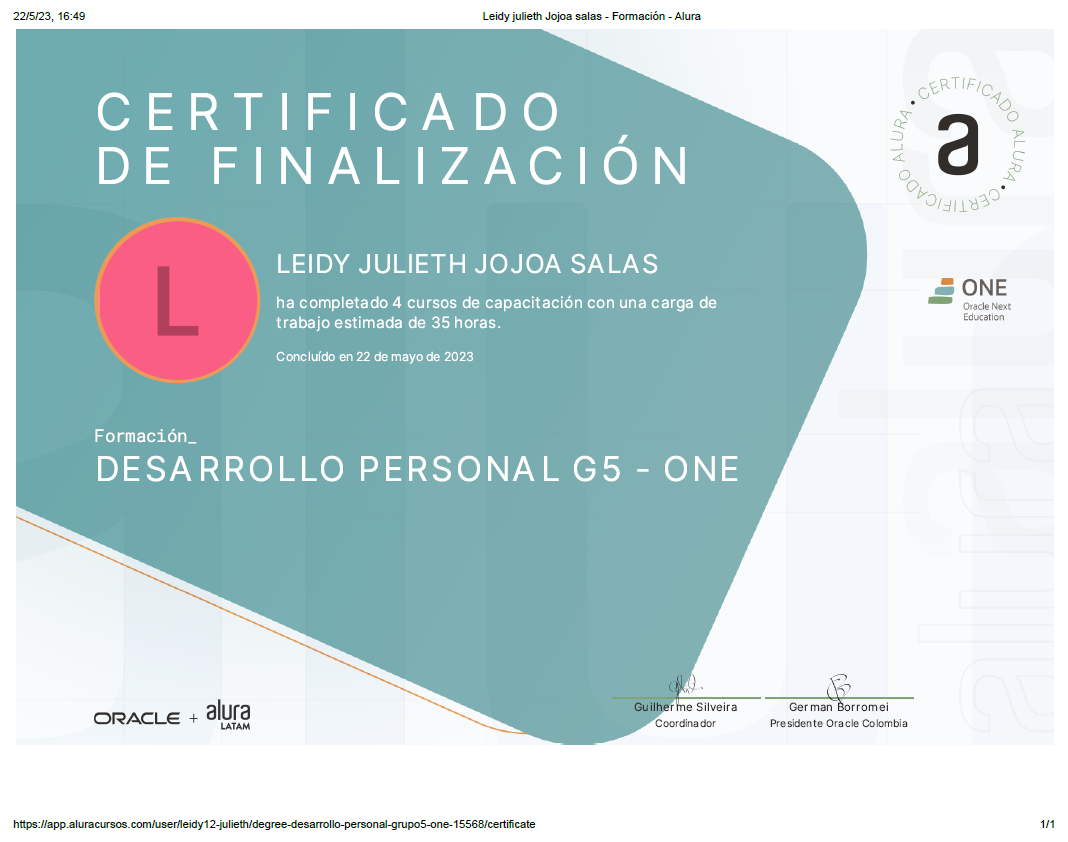 22/5/23, 16:49
Leidy julieth Jojoa salas - Formación - Alura
CERTIFICADO
DE FINALIZACIÓN
CERTIFICADO ALURA • CERTIFICADO ALURA •
a
L
LEIDY JULIETH JOJOA SALAS
ha completado 4 cursos de capacitación con una carga de
trabajo estimada de 35 horas.
Concluído en 22 de mayo de 2023
ONE
Oracle Next
Education
Formación_
DESARROLLO PERSONAL G5 - ONE
alura
ORACLE + alura
LATAM
Guilherme Silveira
Coordinador
German Borromei
Presidente Oracle Colombia
https://app.aluracursos.com/user/leidy12-julieth/degree-desarrollo-personal-grupo5-one-15568/certificate
1/1